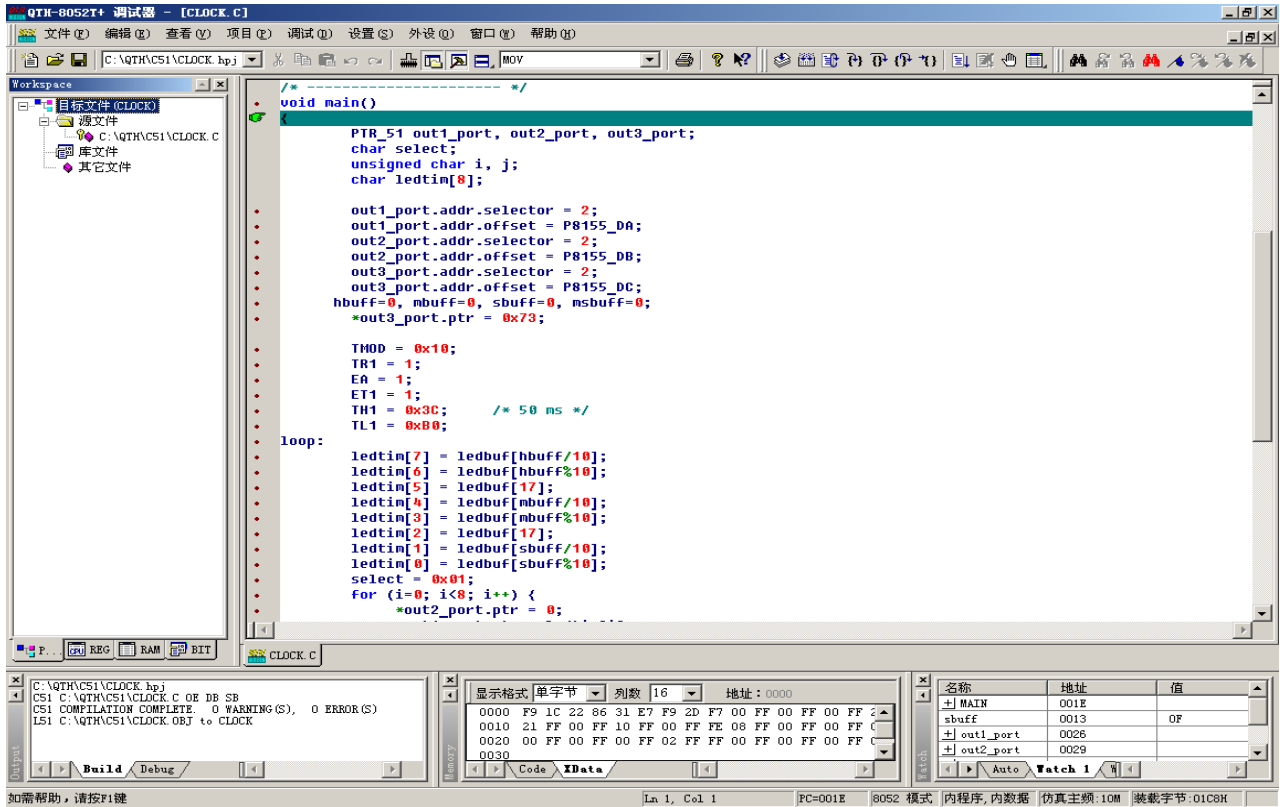 QTH-8052T+ 调试器 - [CLOCK.C]
文件(F) 编辑(E) 查看(V) 项目(P) 调试(D) 设置(S) 外设(O) 窗口(W) 帮助(H)
C:\QTH\C51\CLOCK.hpj MOV
Workspace
目标文件(CLOCK)
源文件
C:\QTH\C51\CLOCK.C
库文件
其它文件
P... REG RAM BIT
/* ----------------------- */
void main()
{
PTR_51 out1_port, out2_port, out3_port;
char select;
unsigned char i, j;
char ledtim[8];
out1_port.addr.selector = 2;
out1_port.addr.offset = P8155_DA;
out2_port.addr.selector = 2;
out2_port.addr.offset = P8155_DB;
out3_port.addr.selector = 2;
out3_port.addr.offset = P8155_DC;
hbuff=0, mbuff=0, sbuff=0, msbuff=0;
*out3_port.ptr = 0x73;
TMOD = 0x10;
TR1 = 1;
EA = 1;
ET1 = 1;
TH1 = 0x3C; /* 50 ms */
TL1 = 0xB0;
loop:
ledtim[7] = ledbuf[hbuff/10];
ledtim[6] = ledbuf[hbuff%10];
ledtim[5] = ledbuf[17];
ledtim[4] = ledbuf[mbuff/10];
ledtim[3] = ledbuf[mbuff%10];
ledtim[2] = ledbuf[17];
ledtim[1] = ledbuf[sbuff/10];
ledtim[0] = ledbuf[sbuff%10];
select = 0x01;
for (i=0; i<8; i++) {
*out2_port.ptr = 0;
CLOCK.C
C:\QTH\C51\CLOCK.hpj
C51 C:\QTH\C51\CLOCK.C OE DB SB
C51 COMPILATION COMPLETE. 0 WARNING(S), 0 ERROR(S)
L51 C:\QTH\C51\CLOCK.OBJ to CLOCK
Output
Build Debug
显示格式 单字节 列数 16 地址:0000
0000 F9 1C 22 86 31 E7 F9 2D F7 00 FF 00 FF 00 FF
0010 21 FF 00 FF 10 FF 00 FF FE 08 FF 00 FF 00 FF
0020 00 FF 00 FF 00 FF 02 FF FF 00 FF 00 FF 00 FF
0030
Memory
Code XData
名称 地址 值
MAIN 001E
sbuff 0013 0F
out1_port 0026
out2_port 0029
Watch
Auto Watch 1
如需帮助,请按F1键 Ln 1, Col 1 PC=001E 8052 模式 内程序,内数据 仿真主频:10M 装载字节:01C8H